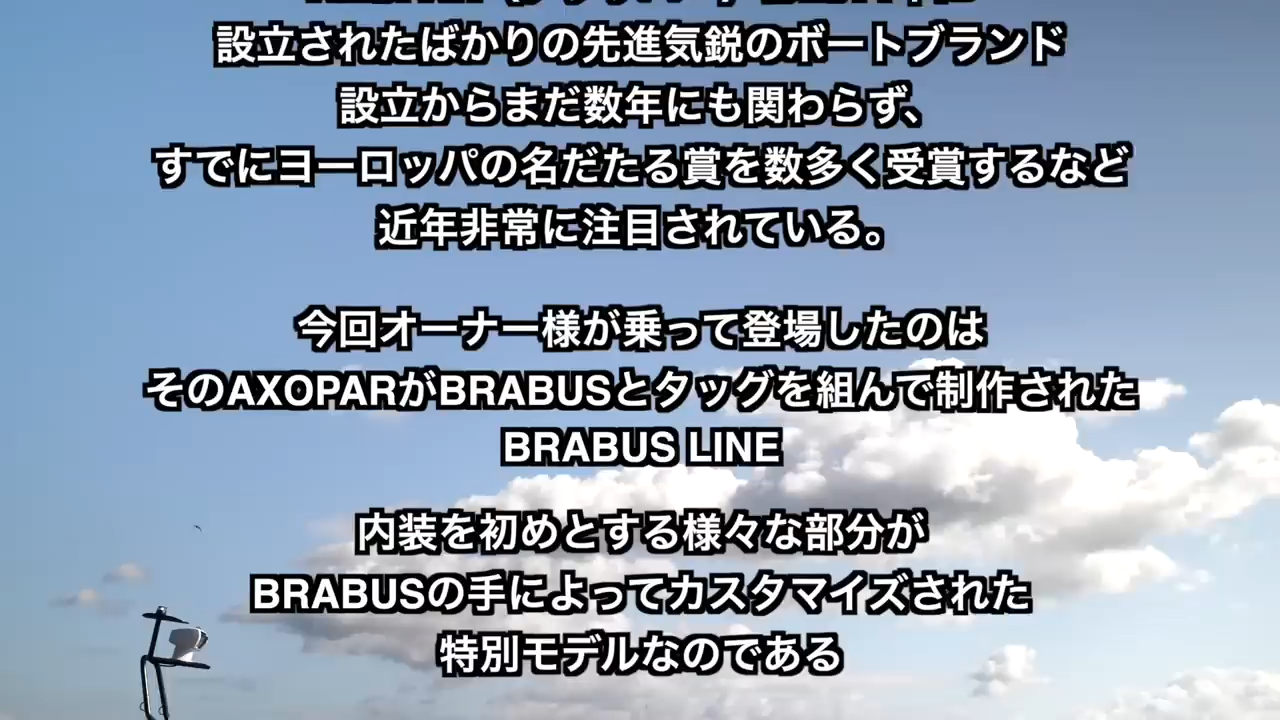 設立されたばかりの先進気鋭のボートブランド
設立からまだ数年にも関わらず、
すでにヨーロッパの名だたる賞を数多く受賞するなど
近年非常に注目されている。
今回オーナー様が乗って登場したのは
そのAXOPARがBRABUSとタッグを組んで制作された
BRABUS LINE
内装を初めとする様々な部分が
BRABUSの手によってカスタマイズされた
特別モデルなのである